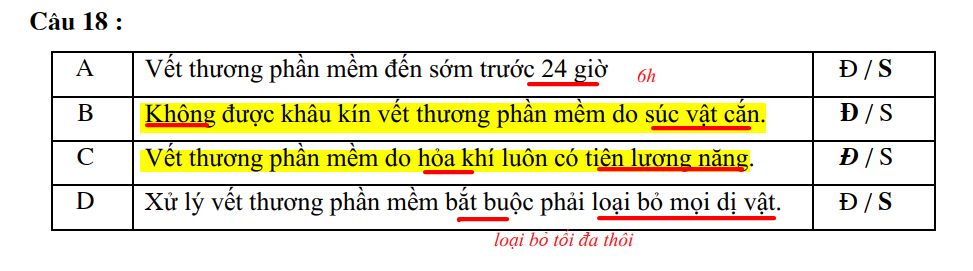 Câu 18 :
A Vết thương phần mềm đến sớm trước 24 giờ 6h Đ / S
B Không được khâu kín vết thương phần mềm do súc vật cắn. Đ / S
C Vết thương phần mềm do hỏa khí luôn có tiên lương năng. Đ / S
D Xử lý vết thương phần mềm bắt buộc phải loại bỏ mọi dị vật. Đ / S
loại bỏ tối đa thôi